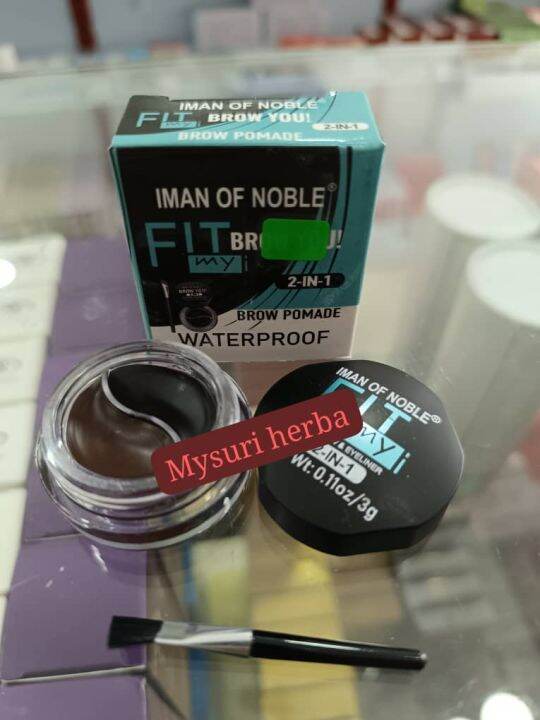 IMAN OF NOBLE®
FIT my BROW YOU!
2-IN-1
BROW POMADE
IMAN OF NOBLE®
FIT my
2-IN-1
BROW POMADE
WATERPROOF
IMAN OF NOBLE®
FIT my
& EYELINER
2-IN-1
Wt: 0.11oz/3g
Mysuri herba